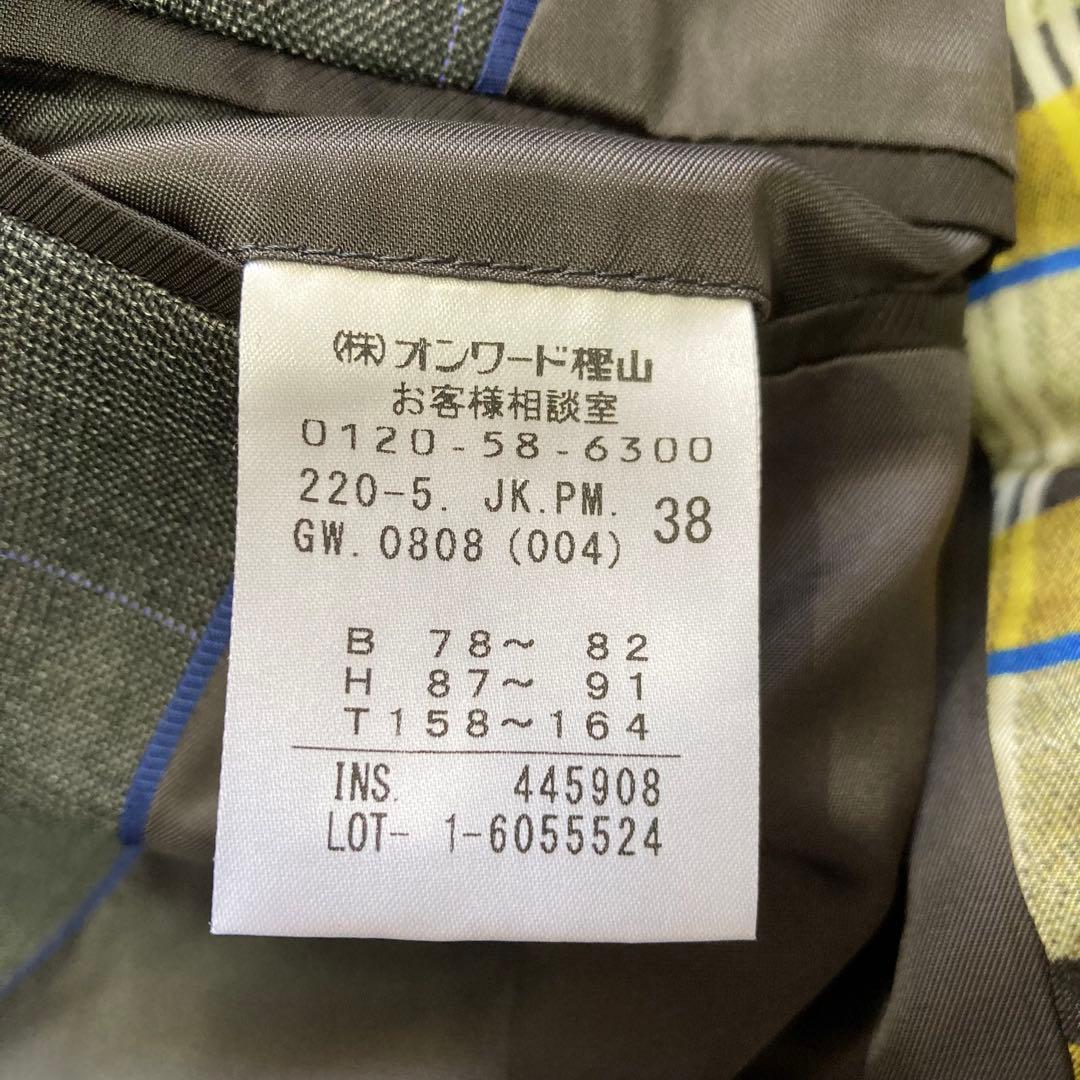 (株)オンワード樫山
お客様相談室
0120-58-6300
220-5. JK.PM. 38
GW.0808(004)
B 78～ 82
H 87～ 91
T158～164
INS. 445908
LOT- 1-6055524